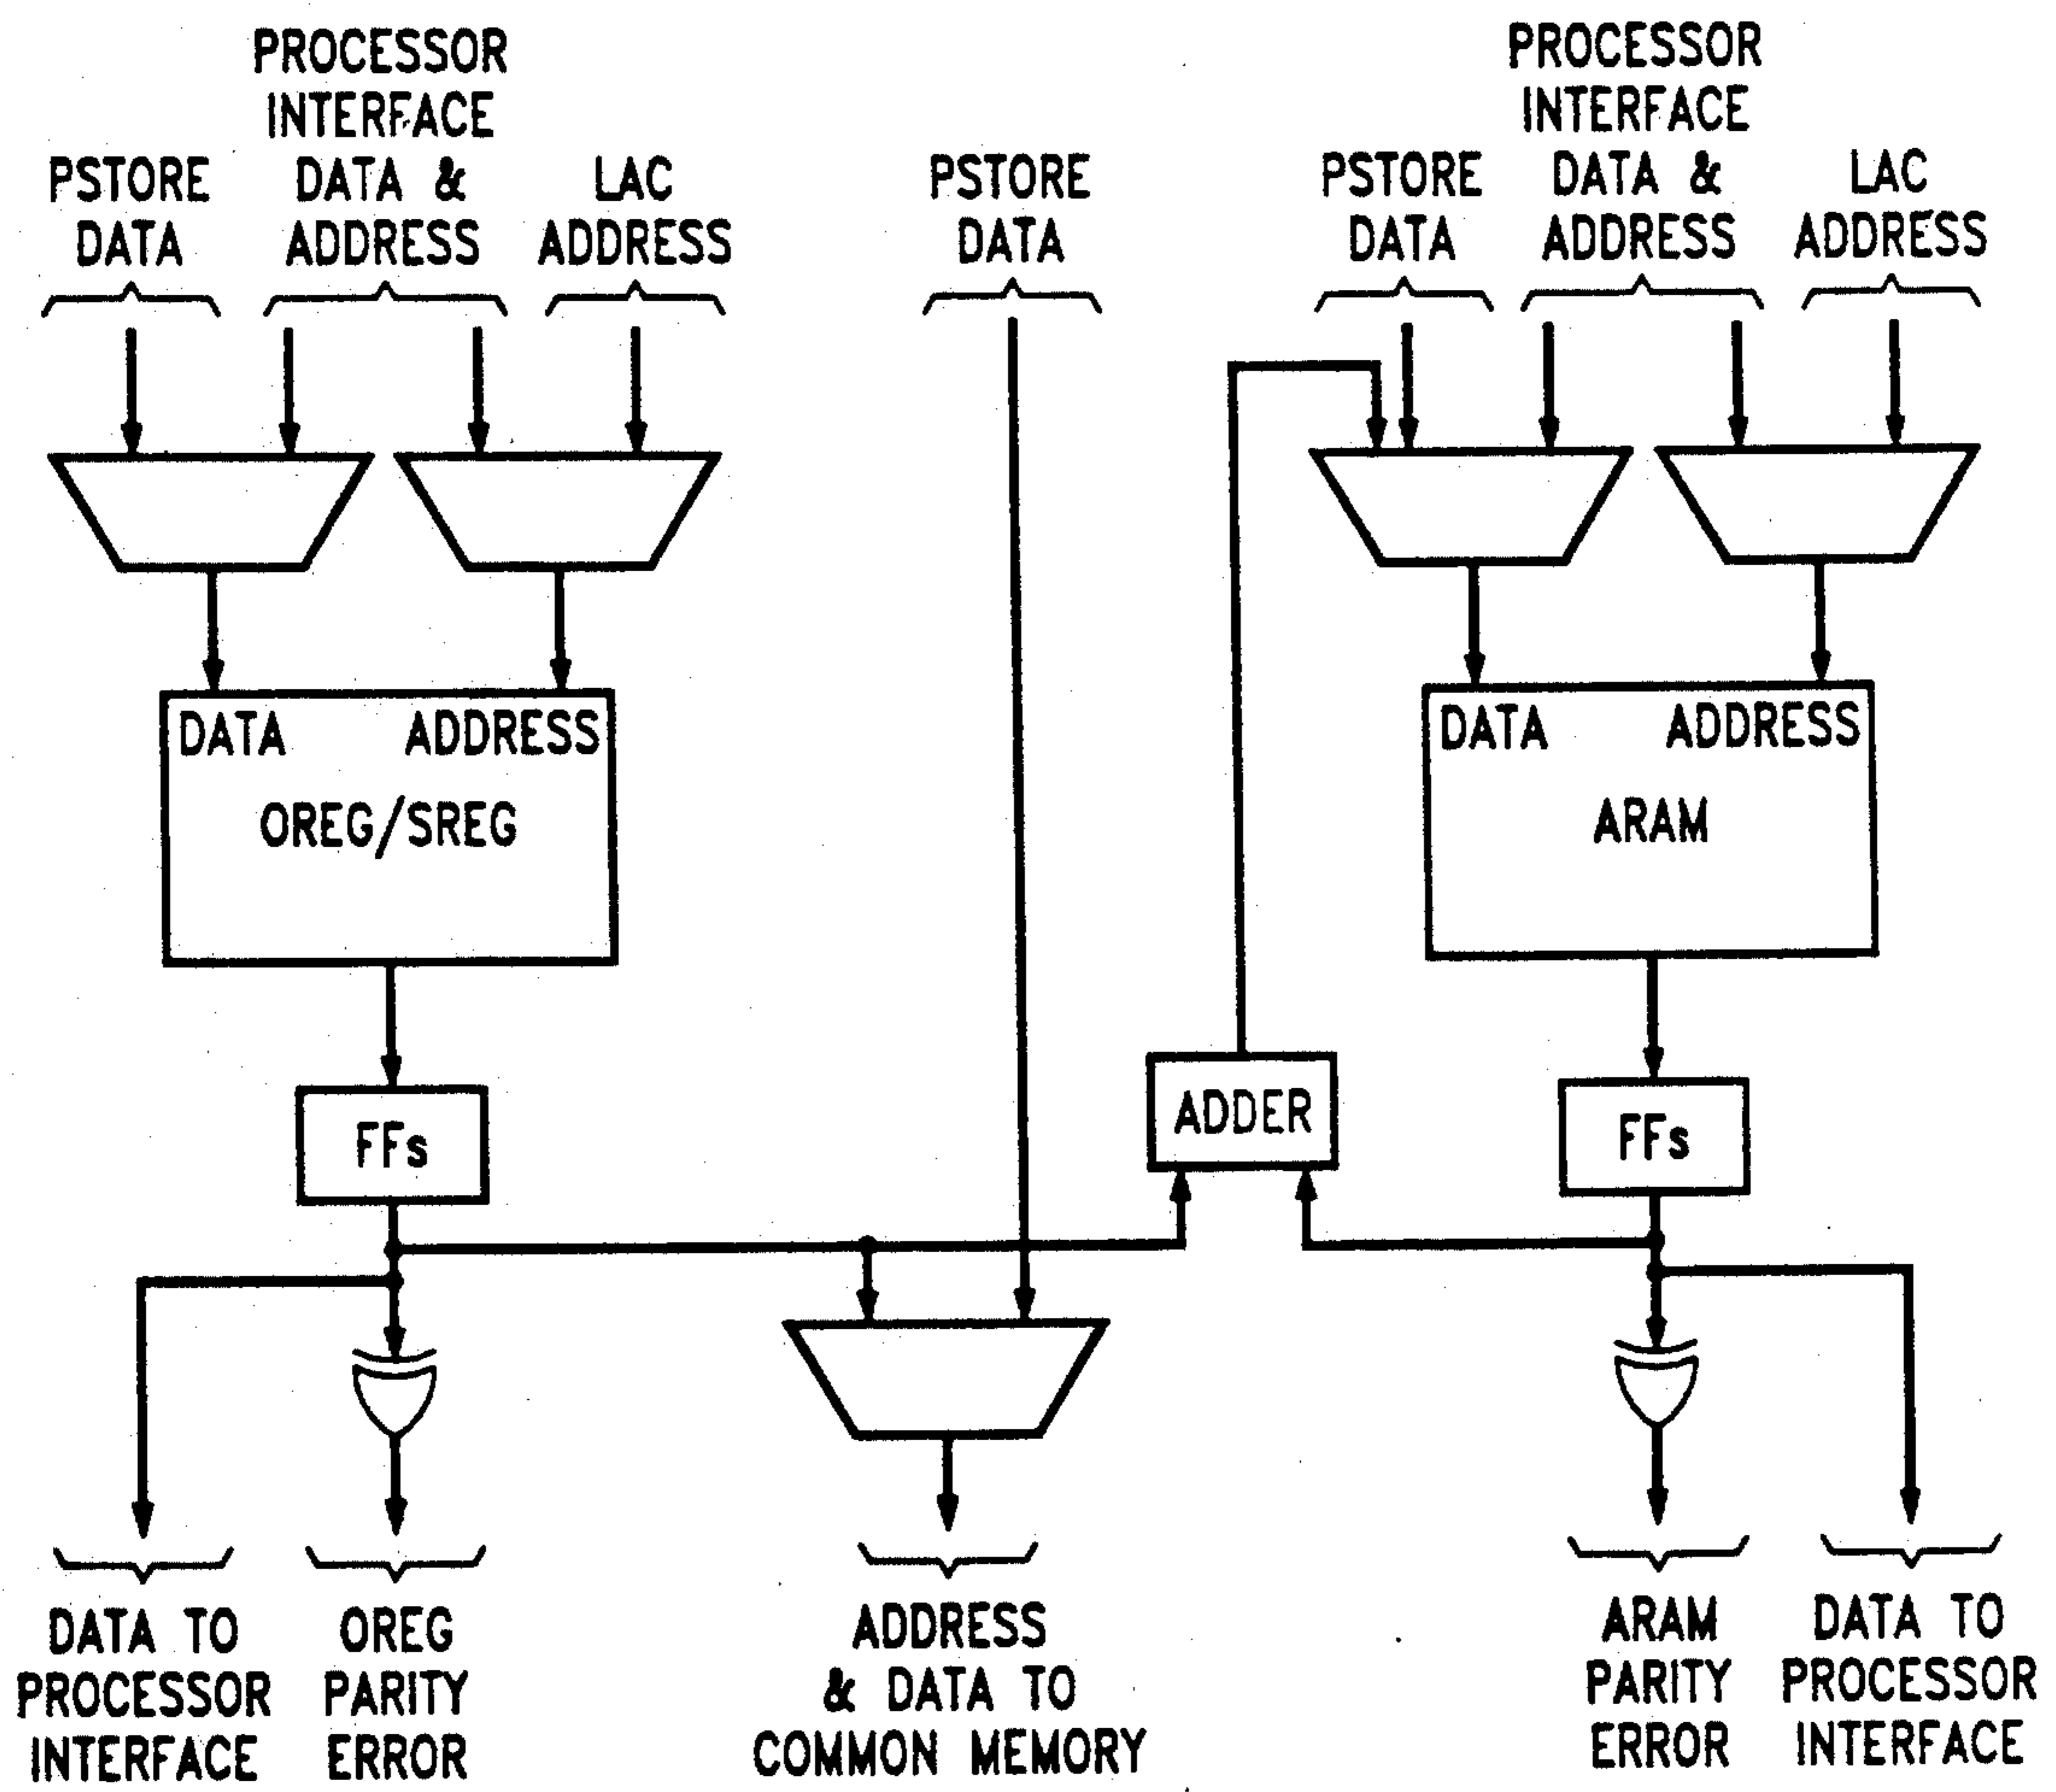 PSTORE
DATA
PROCESSOR
INTERFACE
DATA &
ADDRESS
LAC
ADDRESS
PSTORE
DATA
PSTORE
DATA
PROCESSOR
INTERFACE
DATA &
ADDRESS
LAC
ADDRESS
DATA ADDRESS
OREG/SREG
DATA ADDRESS
ARAM
FFs
ADDER
FFs
DATA TO
PROCESSOR
INTERFACE
OREG
PARITY
ERROR
ADDRESS
& DATA TO
COMMON MEMORY
ARAM
PARITY
ERROR
DATA TO
PROCESSOR
INTERFACE